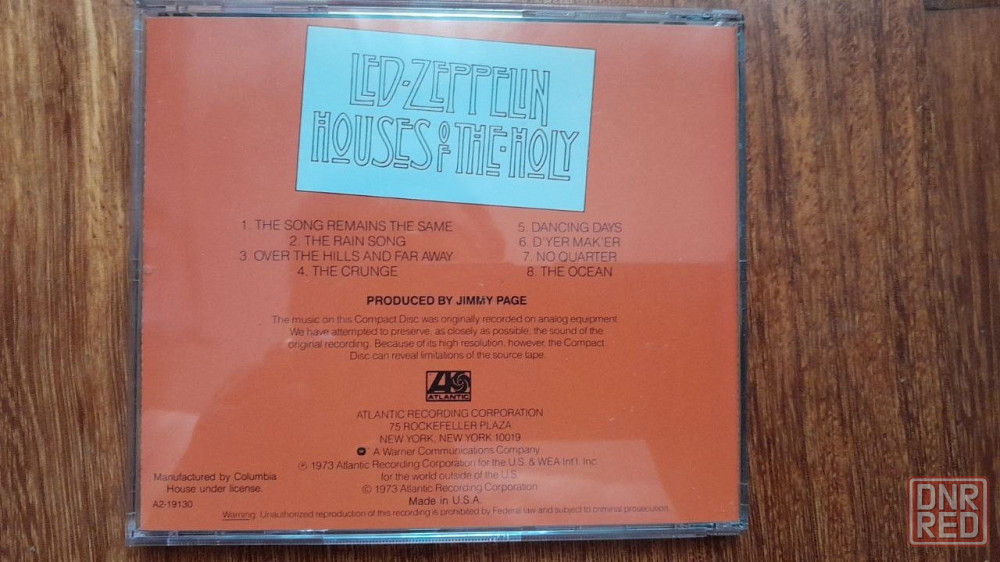 LED-ZEPPELIN
HOUSES OF THE·HOLY
1. THE SONG REMAINS THE SAME
2. THE RAIN SONG
3. OVER THE HILLS AND FAR AWAY
4. THE CRUNGE
5. DANCING DAYS
6. D'YER MAK'ER
7. NO QUARTER
8. THE OCEAN
PRODUCED BY JIMMY PAGE
The music on this Compact Disc was originally recorded on analog equipment.
We have attempted to preserve, as closely as possible, the sound of the
original recording. Because of its high resolution, however, the Compact
Disc can reveal limitations of the source tape.
ATLANTIC
ATLANTIC RECORDING CORPORATION
75 ROCKEFELLER PLAZA
NEW YORK, NEW YORK 10019
A Warner Communications Company
℗ 1973 Atlantic Recording Corporation for the U.S. & WEA Int'l. Inc.
for the world outside of the U.S.
© 1973 Atlantic Recording Corporation
Made in U.S.A.
Manufactured by Columbia
House under license.
A2-19130
Warning: Unauthorized reproduction of this recording is prohibited by Federal law and subject to criminal prosecution.
DNR
RED